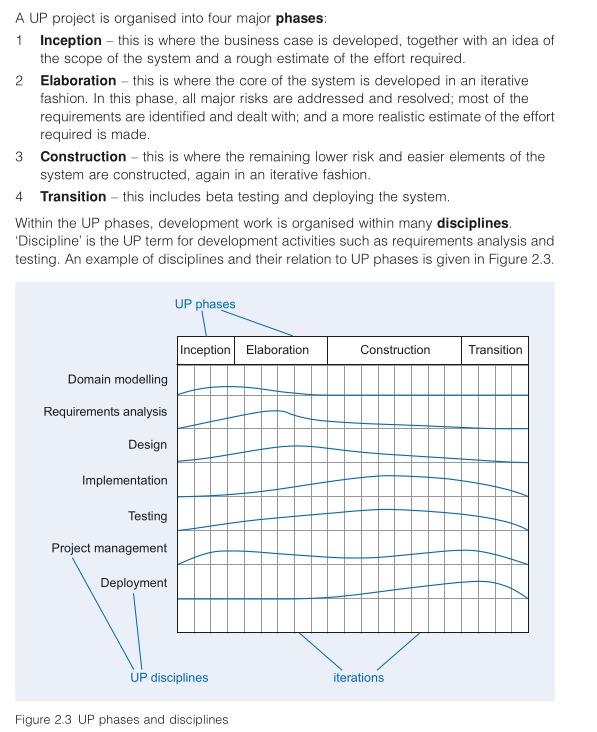 A UP project is organised into four major phases:
1 Inception – this is where the business case is developed, together with an idea of
the scope of the system and a rough estimate of the effort required.
2 Elaboration – this is where the core of the system is developed in an iterative
fashion. In this phase, all major risks are addressed and resolved; most of the
requirements are identified and dealt with; and a more realistic estimate of the effort
required is made.
3 Construction – this is where the remaining lower risk and easier elements of the
system are constructed, again in an iterative fashion.
4 Transition – this includes beta testing and deploying the system.
Within the UP phases, development work is organised within many disciplines.
‘Discipline’ is the UP term for development activities such as requirements analysis and
testing. An example of disciplines and their relation to UP phases is given in Figure 2.3.
UP phases
Inception Elaboration Construction Transition
Domain modelling
Requirements analysis
Design
Implementation
Testing
Project management
Deployment
UP disciplines iterations
Figure 2.3 UP phases and disciplines